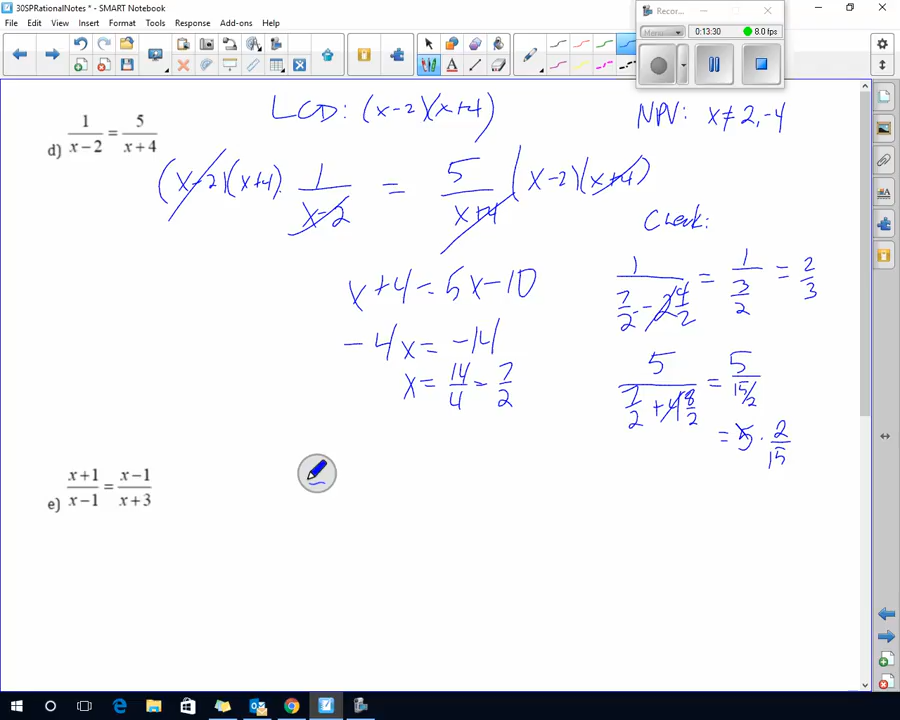 30SPRationalNotes * - SMART Notebook
Recor...
File Edit View Insert Format Tools Response Add-ons Help
Menu
0:13:30
8.0 fps
LCD: (x-2)(x+4)
NPV: x≠2,-4
d) 1/(x-2) = 5/(x+4)
(x-2)(x+4)· 1/(x-2) = 5/(x+4) (x-2)(x+4)
Check:
1/(7/2 - 2 4/2) = 1/(3/2) = 2/3
x+4 = 5x-10
-4x = -14
x = 14/4 = 7/2
5/(7/2 + 4 8/2) = 5/(15/2)
= 5 · 2/15
e) (x+1)/(x-1) = (x-1)/(x+3)